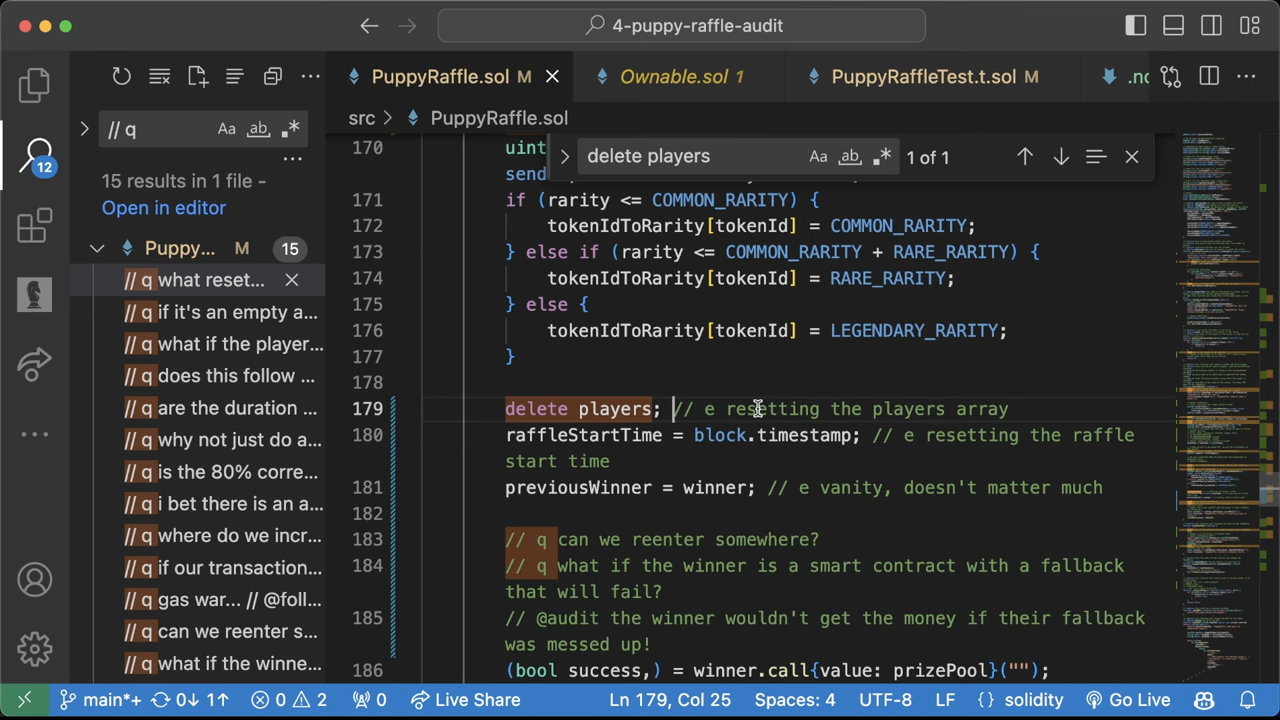 4-puppy-raffle-audit
PuppyRaffle.sol M
Ownable.sol 1
PuppyRaffleTest.t.sol M
.nc
// q
Aa ab .*
src > PuppyRaffle.sol
delete players
Aa ab .* 1 of 1
12
15 results in 1 file -
Open in editor
Puppy... M 15
// q what reset...
// q if it's an empty a...
// q what if the player...
// q does this follow ...
// q are the duration ...
// q why not just do a...
// q is the 80% corre...
// q i bet there is an a...
// q where do we incr...
// q if our transaction...
// q gas war... // @foll...
// q can we reenter s...
// q what if the winne...
170 uint
send
171 if (rarity <= COMMON_RARITY) {
172 tokenIdToRarity[tokenId] = COMMON_RARITY;
173 } else if (rarity <= COMMON_RARITY + RARE_RARITY) {
174 tokenIdToRarity[tokenId] = RARE_RARITY;
175 } else {
176 tokenIdToRarity[tokenId] = LEGENDARY_RARITY;
177 }
178
179 delete players; // e resetting the players array
180 raffleStartTime = block.timestamp; // e resetting the raffle
start time
181 previousWinner = winner; // e vanity, doesn't matter much
182
183 // q can we reenter somewhere?
184 // q what if the winner is a smart contract with a fallback
that will fail?
185 // @audit the winner wouldn't get the money if their fallback
was messed up!
186 (bool success,) = winner.call{value: prizePool}("");
main*+ 0↓ 1↑ 0 2 0 Live Share Ln 179, Col 25 Spaces: 4 UTF-8 LF {} solidity Go Live